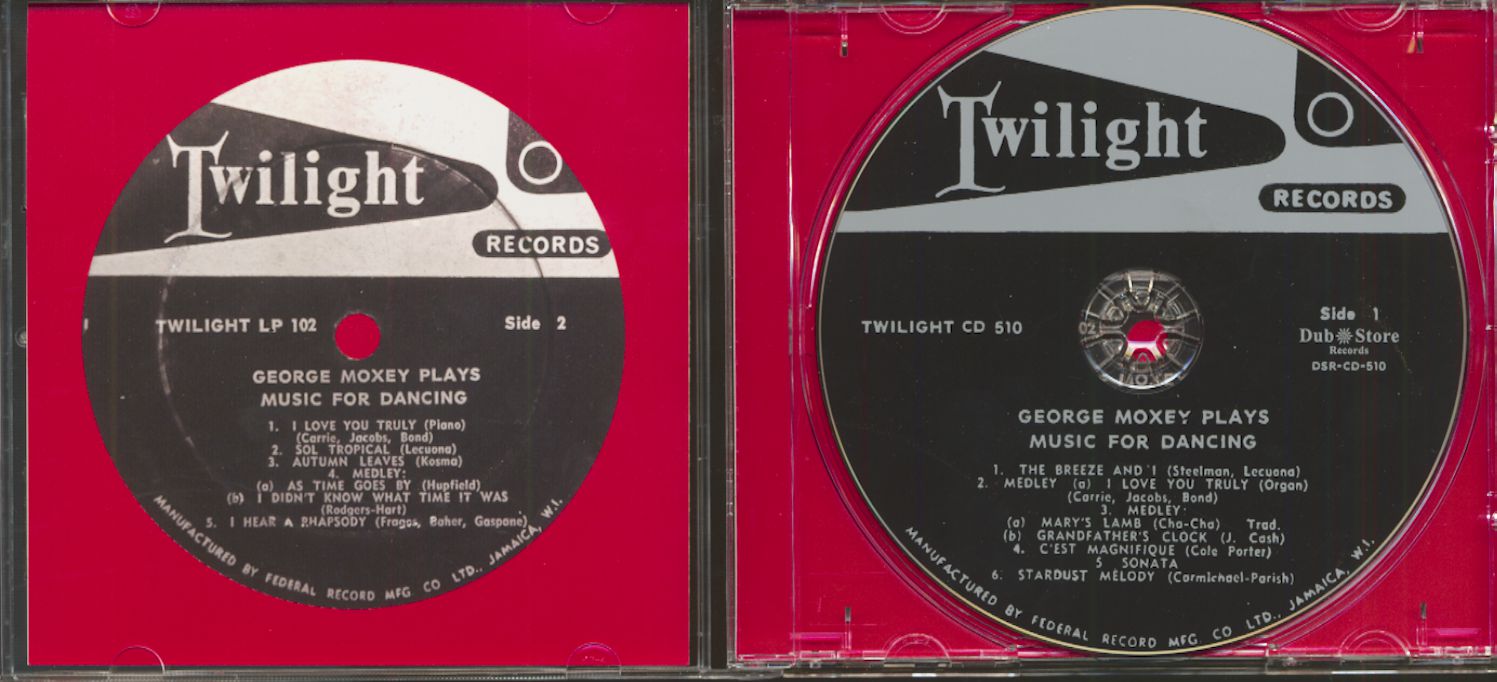 Twilight
RECORDS
TWILIGHT LP 102
Side 2
GEORGE MOXEY PLAYS
MUSIC FOR DANCING
1. I LOVE YOU TRULY (Piano)
(Carrie, Jacobs, Bond)
2. SOL TROPICAL (Lecuona)
3. AUTUMN LEAVES (Kosma)
4. MEDLEY:
(a) AS TIME GOES BY (Hupfield)
(b) I DIDN'T KNOW WHAT TIME IT WAS
(Rodgers-Hart)
5. I HEAR A RHAPSODY (Fragos, Baher, Gaspone)
MANUFACTURED BY FEDERAL RECORD MFG CO LTD., JAMAICA, W.I.
Twilight
RECORDS
TWILIGHT CD 510
Side 1
Dub Store
Records
DSR-CD-510
GEORGE MOXEY PLAYS
MUSIC FOR DANCING
1. THE BREEZE AND I (Steelman, Lecuona)
2. MEDLEY (a) I LOVE YOU TRULY (Organ)
(Carrie, Jacobs, Bond)
3. MEDLEY:
(a) MARY'S LAMB (Cha-Cha) Trad.
(b) GRANDFATHER'S CLOCK (J. Cash)
4. C'EST MAGNIFIQUE (Cole Porter)
5 SONATA
6. STARDUST MELODY (Carmichael-Parish)
MANUFACTURED BY FEDERAL RECORD MFG. CO LTD., JAMAICA, W.I.